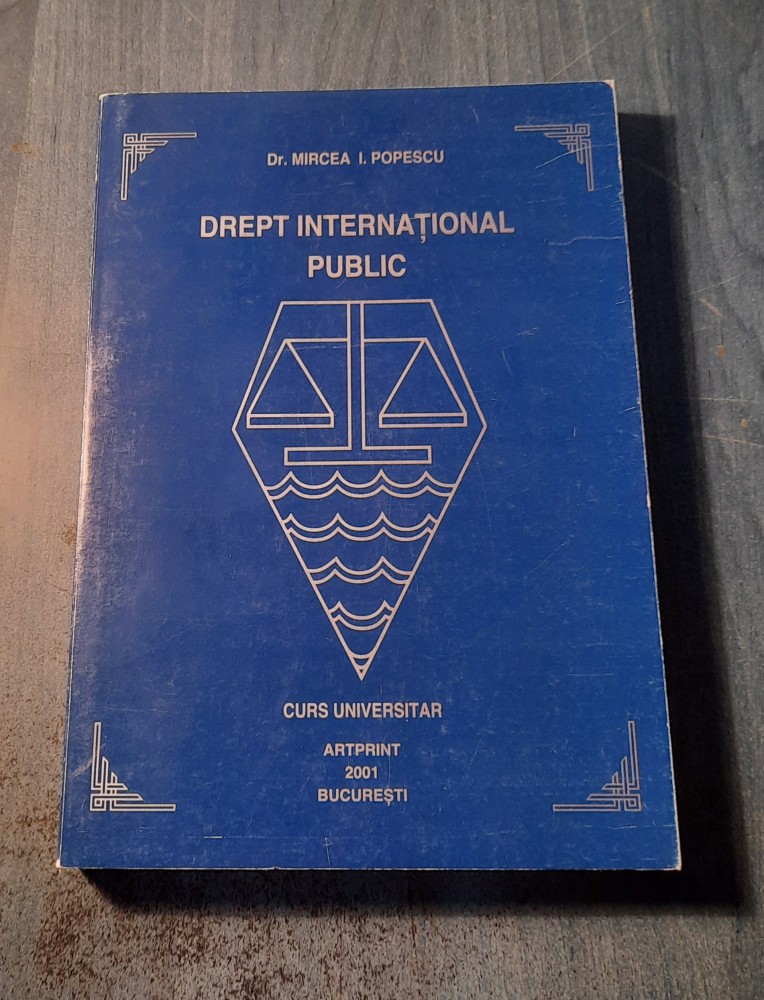 Dr. MIRCEA I. POPESCU
DREPT INTERNAȚIONAL
PUBLIC
CURS UNIVERSITAR
ARTPRINT
2001
BUCUREȘTI